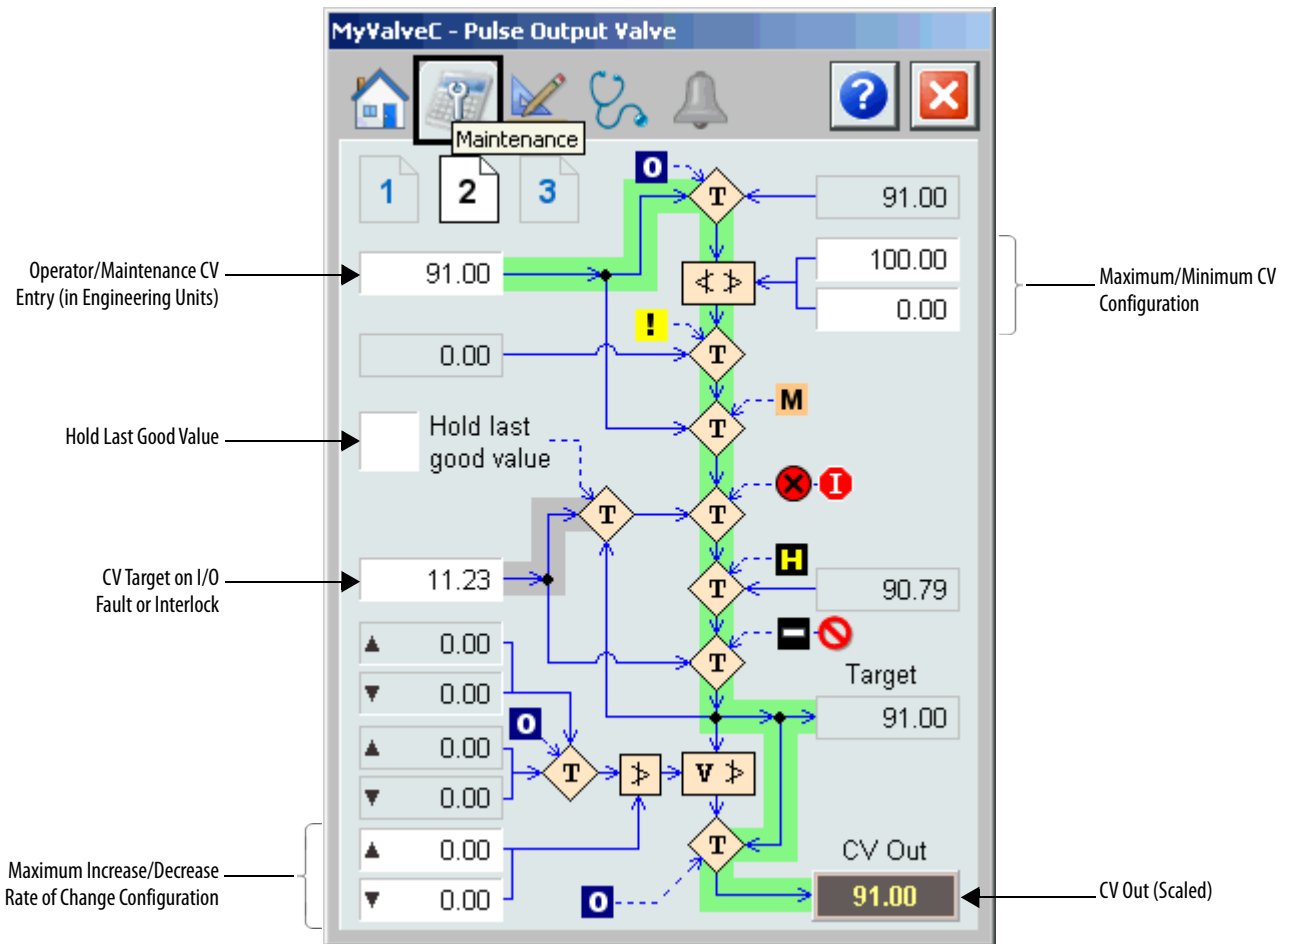 MyValveC - Pulse Output Valve
Maintenance
1 2 3
O
T
91.00
Operator/Maintenance CV
Entry (in Engineering Units)
91.00
100.00
0.00
Maximum/Minimum CV
Configuration
!
0.00
T
M
Hold Last Good Value
Hold last
good value
T
T
T
I
H
CV Target on I/O
Fault or Interlock
11.23
T
90.79
0.00
T
Target
0.00
91.00
O
0.00
T
V
0.00
Maximum Increase/Decrease
Rate of Change Configuration
0.00
T
CV Out
0.00
O
91.00
CV Out (Scaled)